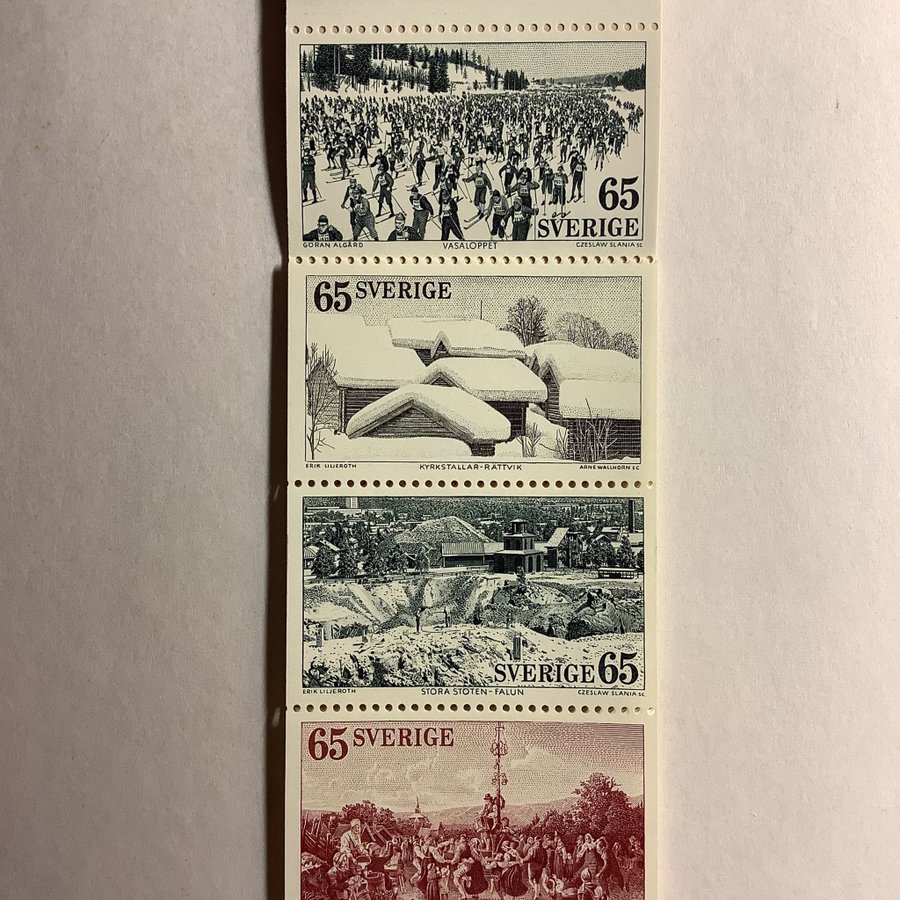 65
SVERIGE
GÖRAN ALGÅRD VASALOPPET CZESLAW SLANIA SC
65 SVERIGE
ERIK LILJEROTH KYRKSTALLAR-RÄTTVIK ARNE WALLHORN SC
SVERIGE 65
ERIK LILJEROTH STORA STÖTEN-FALUN CZESLAW SLANIA SC.
65 SVERIGE